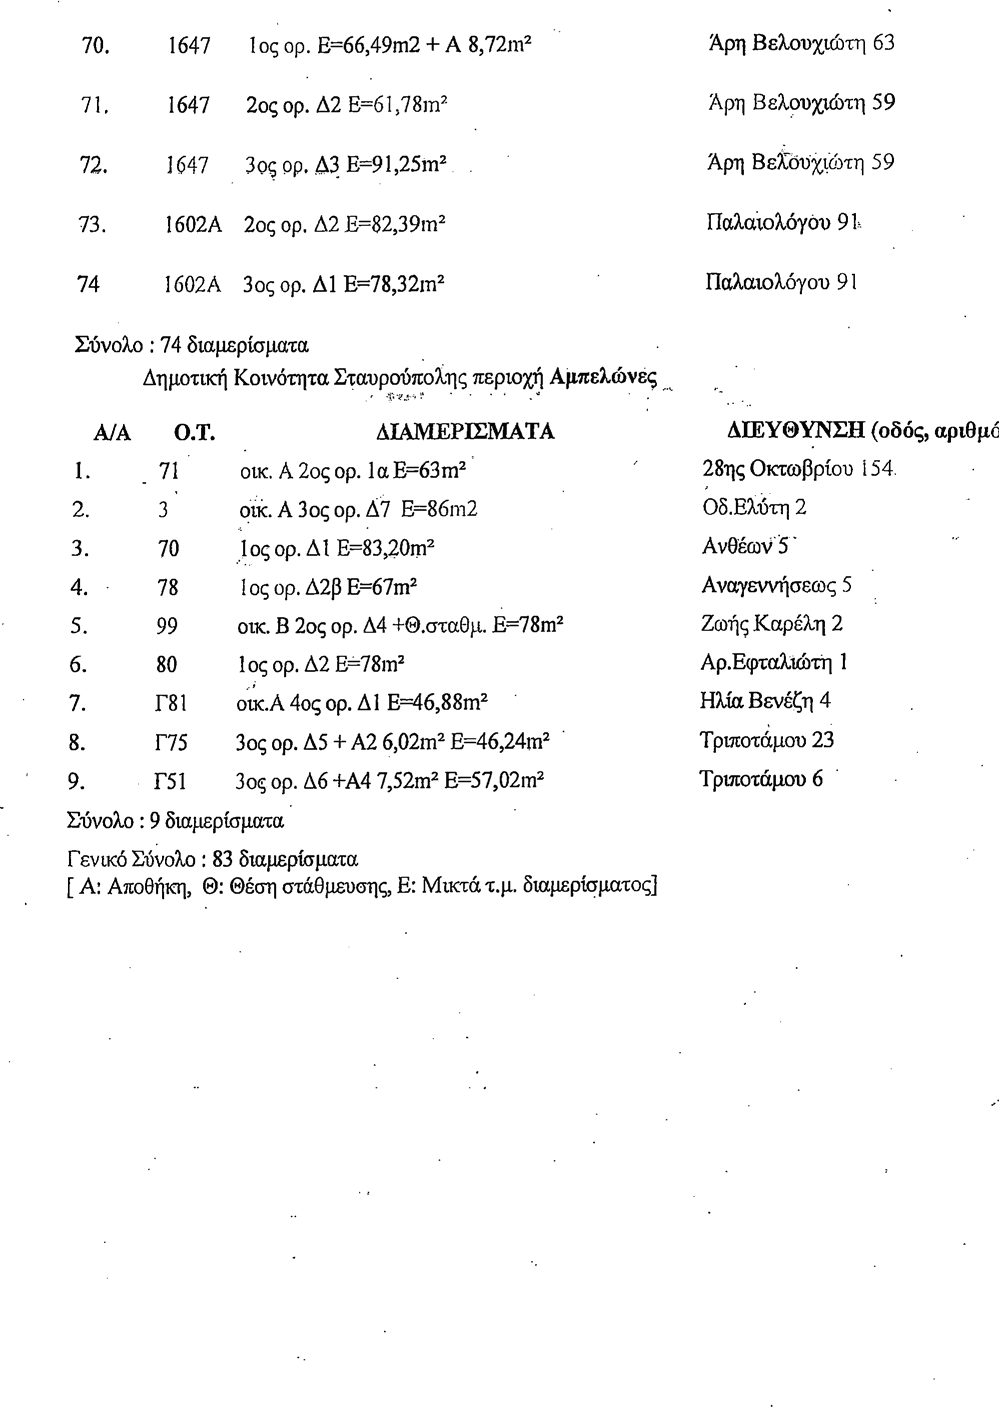 70. 1647 1ος ορ. Ε=66,49m2 + Α 8,72m² Άρη Βελουχιώτη 63
71. 1647 2ος ορ. Δ2 Ε=61,78m² Άρη Βελουχιώτη 59
72. 1647 3ος ορ. Δ3 Ε=91,25m² Άρη Βελουχιώτη 59
73. 1602Α 2ος ορ. Δ2 Ε=82,39m² Παλαιολόγου 91
74 1602Α 3ος ορ. Δ1 Ε=78,32m² Παλαιολόγου 91
Σύνολο : 74 διαμερίσματα
Δημοτική Κοινότητα Σταυρούπολης περιοχή Αμπελώνες
Α/Α Ο.Τ. ΔΙΑΜΕΡΙΣΜΑΤΑ ΔΙΕΥΘΥΝΣΗ (οδός, αριθμό
1. 71 οικ. Α 2ος ορ. 1α Ε=63m² 28ης Οκτωβρίου 154
2. 3 οικ. Α 3ος ορ. Δ7 Ε=86m2 Οδ.Ελύτη 2
3. 70 1ος ορ. Δ1 Ε=83,20m² Ανθέων 5
4. 78 1ος ορ. Δ2β Ε=67m² Αναγεννήσεως 5
5. 99 οικ. Β 2ος ορ. Δ4 +Θ.σταθμ. Ε=78m² Ζωής Καρέλη 2
6. 80 1ος ορ. Δ2 Ε=78m² Αρ.Εφταλιώτη 1
7. Γ81 οικ.Α 4ος ορ. Δ1 Ε=46,88m² Ηλία Βενέζη 4
8. Γ75 3ος ορ. Δ5 + Α2 6,02m² Ε=46,24m² Τριποτάμου 23
9. Γ51 3ος ορ. Δ6 +Α4 7,52m² Ε=57,02m² Τριποτάμου 6
Σύνολο : 9 διαμερίσματα
Γενικό Σύνολο : 83 διαμερίσματα
[ Α: Αποθήκη, Θ: Θέση στάθμευσης, Ε: Μικτά τ.μ. διαμερίσματος]